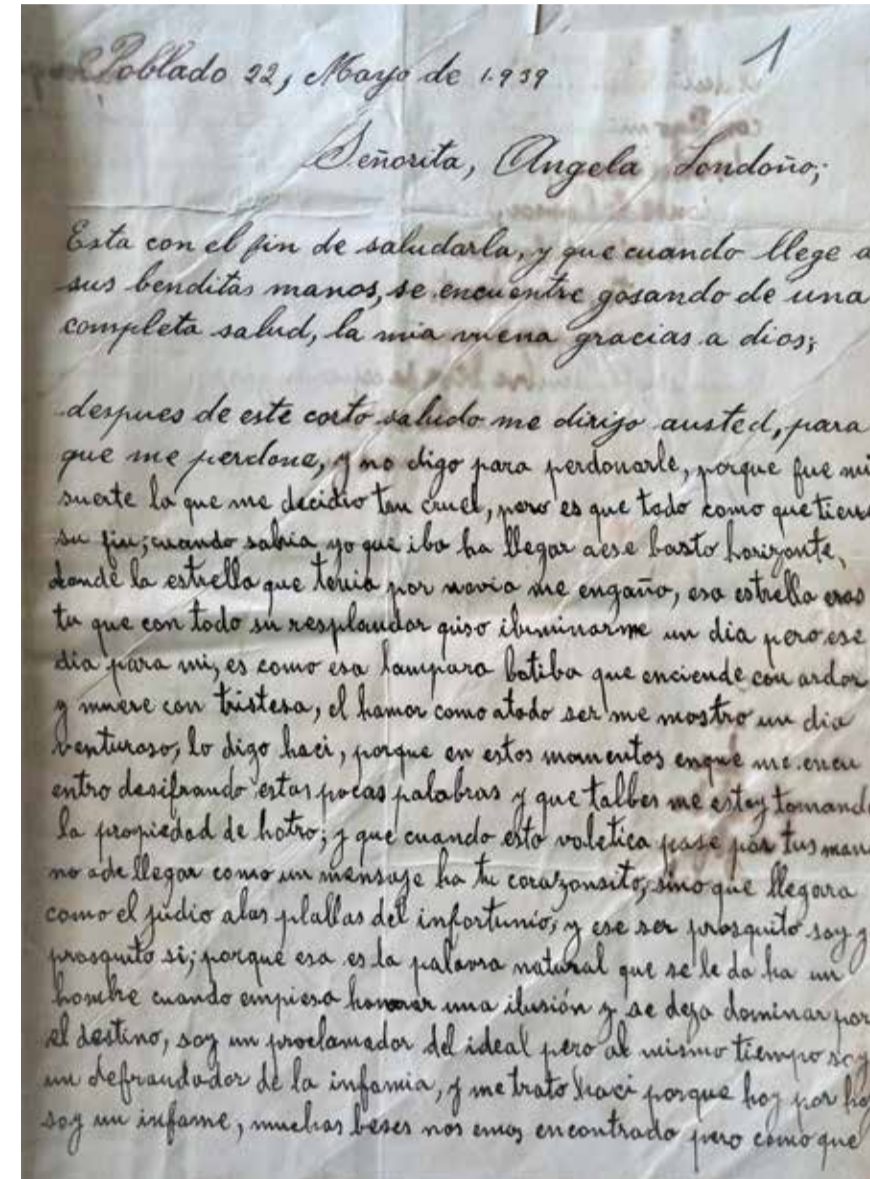 1
Poblado 22, Mayo de 1.939
Señorita, Angela Londoño;
Esta con el fin de saludarla, y que cuando llege a
sus benditas manos, se encuentre gosando de una
completa salud, la mia vuena gracias a dios;
despues de este corto saludo me dirijo austed, para
que me perdone, y no digo para perdonarle, porque fue mi
suerte la que me decidio tan cruel, pero es que todo como que tiene
su fin; cuando sabia yo que iba ha llegar aese basto horizonte,
donde la estrella que tenia por novia me engaño, esa estrella eras
tu que con todo su resplandor quiso iluminarme un dia pero ese
dia para mi, es como esa lampara botiba que enciende con ardor
y muere con tristesa, el hamor como atodo ser me mostro un dia
venturoso, lo digo haci, porque en estos momentos enque me encu
entro desifrando estas pocas palabras y que talbes me estoy tomando
la propiedad de hotro; y que cuando esta voletica pase por tus man
no ade llegar como un mensaje ha tu corazonsito, sino que llegara
como el judio alas plallas del infortunio, y ese ser prosquito soy y
prosquito si; porque esa es la palavra natural que se le da ha un
hombre cuando empiesa una ilusión y se deja dominar por
el destino, soy un proclamador del ideal pero al mismo tiempo soy
un defraudador de la infamia, y me trato haci porque hoy por hoy
soy un infame, muchas beses nos emos encontrado pero como que